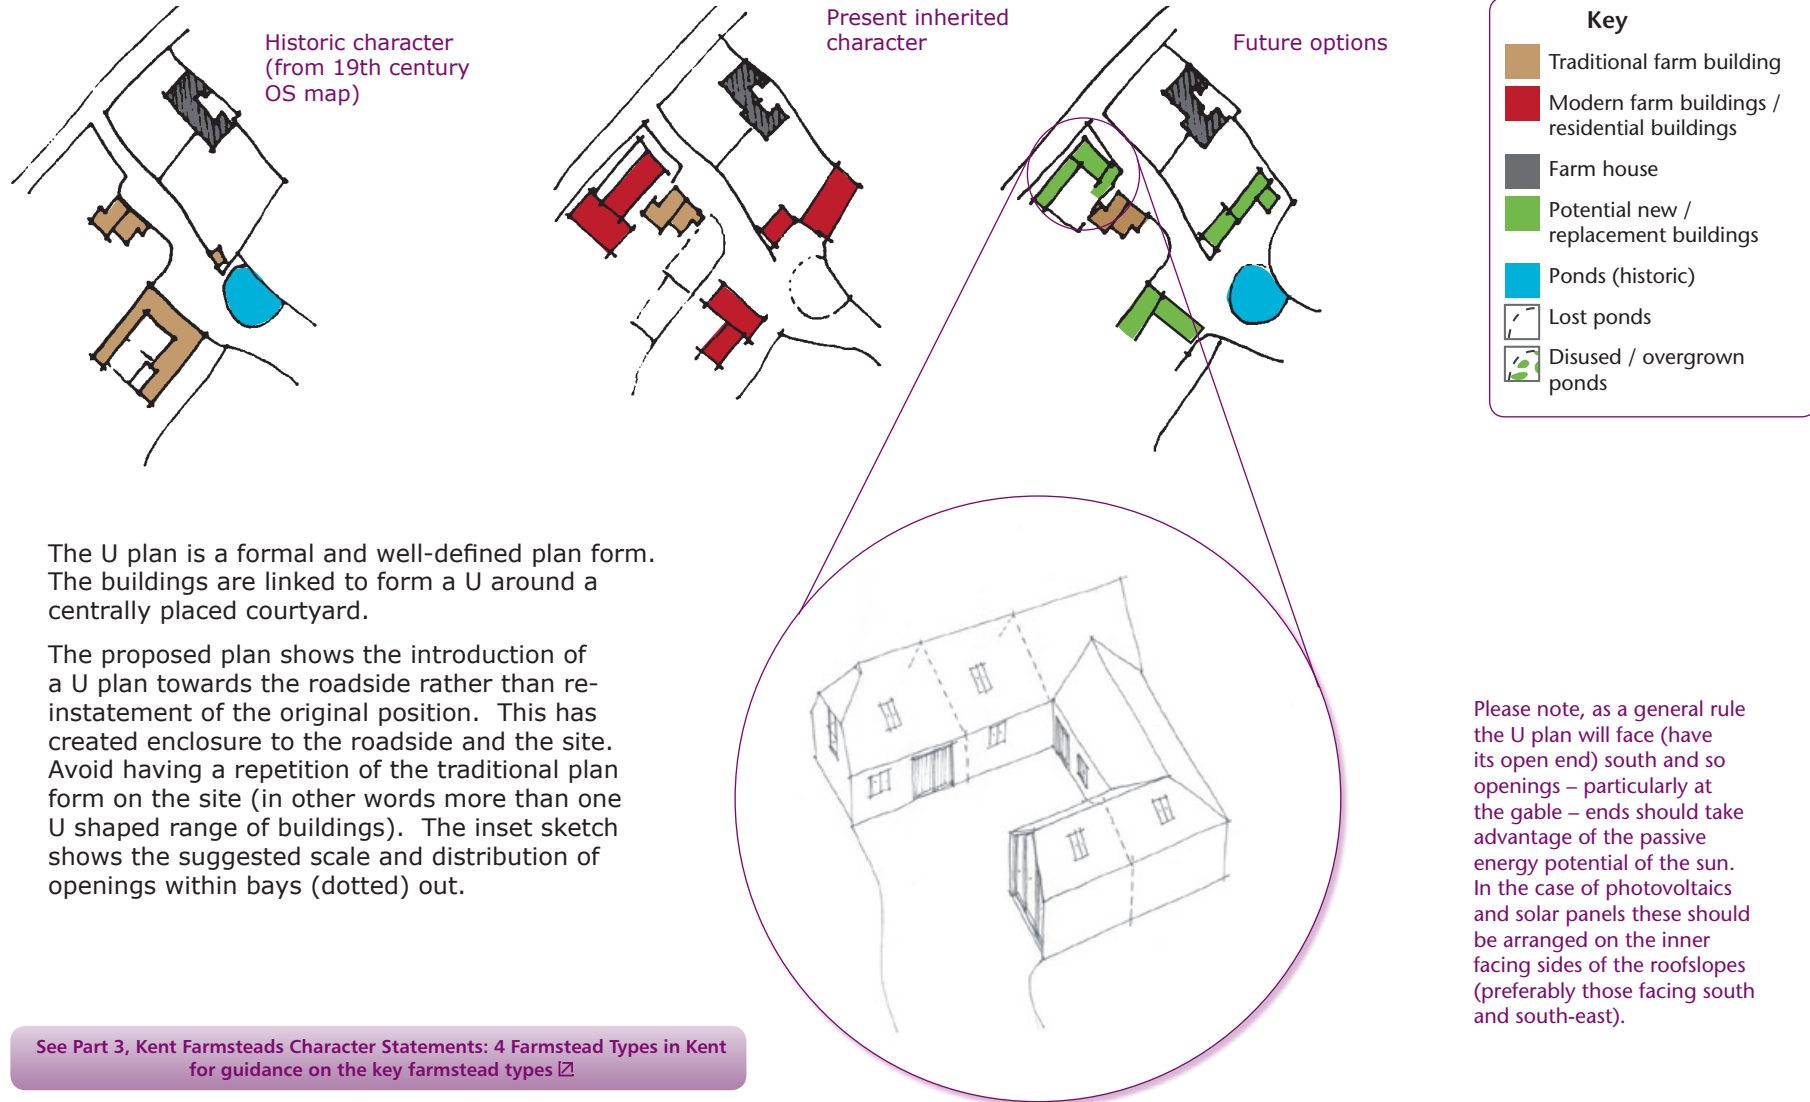 Historic character
(from 19th century
OS map)
Present inherited
character
Future options
Key
Traditional farm building
Modern farm buildings /
residential buildings
Farm house
Potential new /
replacement buildings
Ponds (historic)
Lost ponds
Disused / overgrown
ponds
The U plan is a formal and well-defined plan form.
The buildings are linked to form a U around a
centrally placed courtyard.
The proposed plan shows the introduction of
a U plan towards the roadside rather than re-
instatement of the original position.  This has
created enclosure to the roadside and the site.
Avoid having a repetition of the traditional plan
form on the site (in other words more than one
U shaped range of buildings).  The inset sketch
shows the suggested scale and distribution of
openings within bays (dotted) out.
Please note, as a general rule
the U plan will face (have
its open end) south and so
openings – particularly at
the gable – ends should take
advantage of the passive
energy potential of the sun.
In the case of photovoltaics
and solar panels these should
be arranged on the inner
facing sides of the roofslopes
(preferably those facing south
and south-east).
See Part 3, Kent Farmsteads Character Statements: 4 Farmstead Types in Kent
for guidance on the key farmstead types